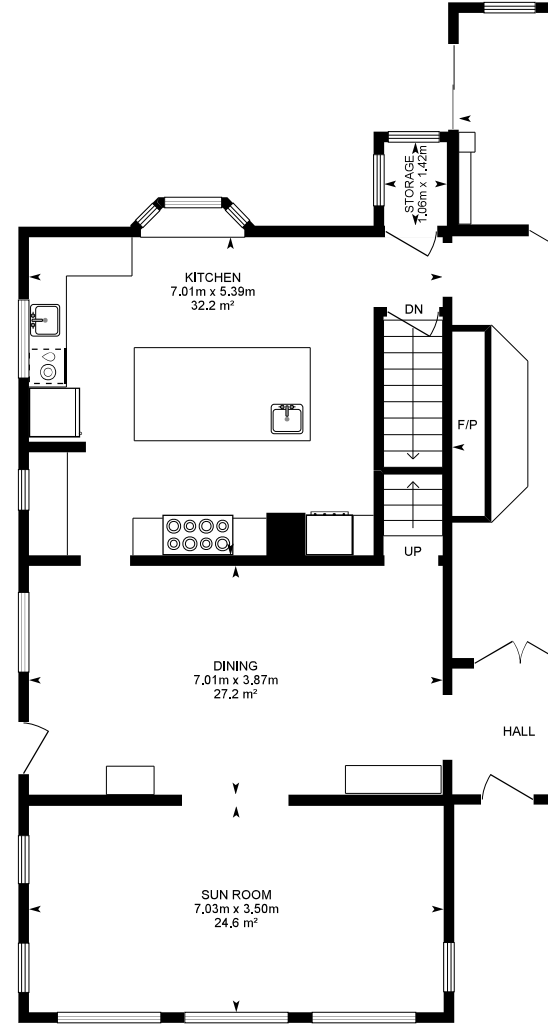 STORAGE
1.06m x 1.42m
KITCHEN
7.01m x 5.39m
32.2 m²
DN
F/P
UP
DINING
7.01m x 3.87m
27.2 m²
HALL
SUN ROOM
7.03m x 3.50m
24.6 m²